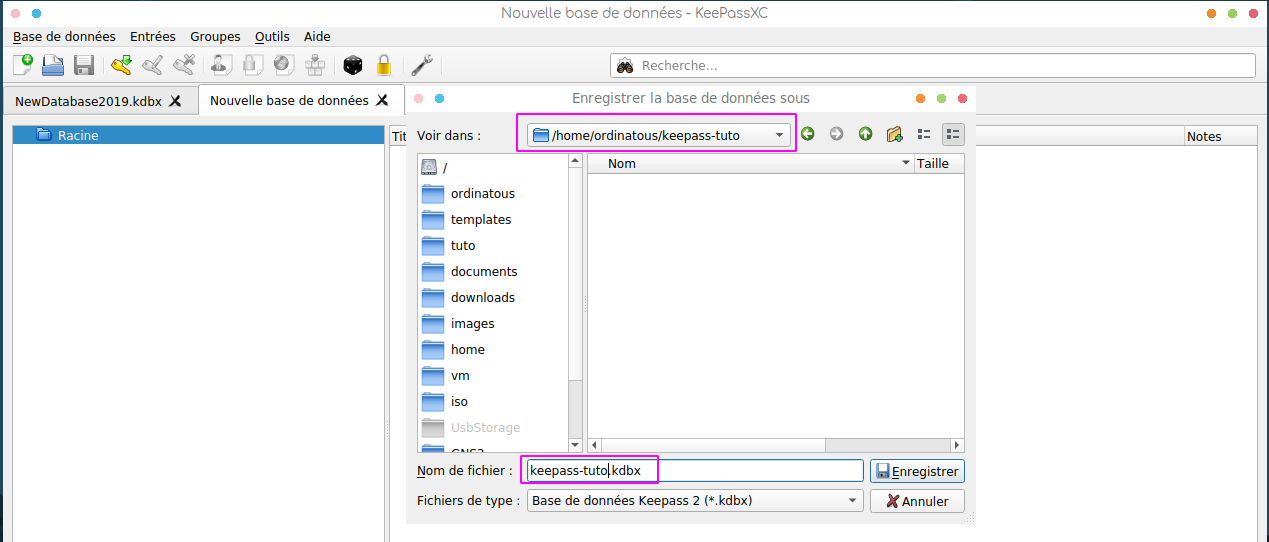 Nouvelle base de données - KeePassXC
Base de données Entrées Groupes Outils Aide
Recherche...
NewDatabase2019.kdbx Nouvelle base de données
Enregistrer la base de données sous
Racine
Tit
Notes
Voir dans : /home/ordinatous/keepass-tuto
Nom Taille
/
ordinatous
templates
tuto
documents
downloads
images
home
vm
iso
UsbStorage
GNS3
Nom de fichier : keepass-tuto.kdbx Enregistrer
Fichiers de type : Base de données Keepass 2 (*.kdbx) Annuler